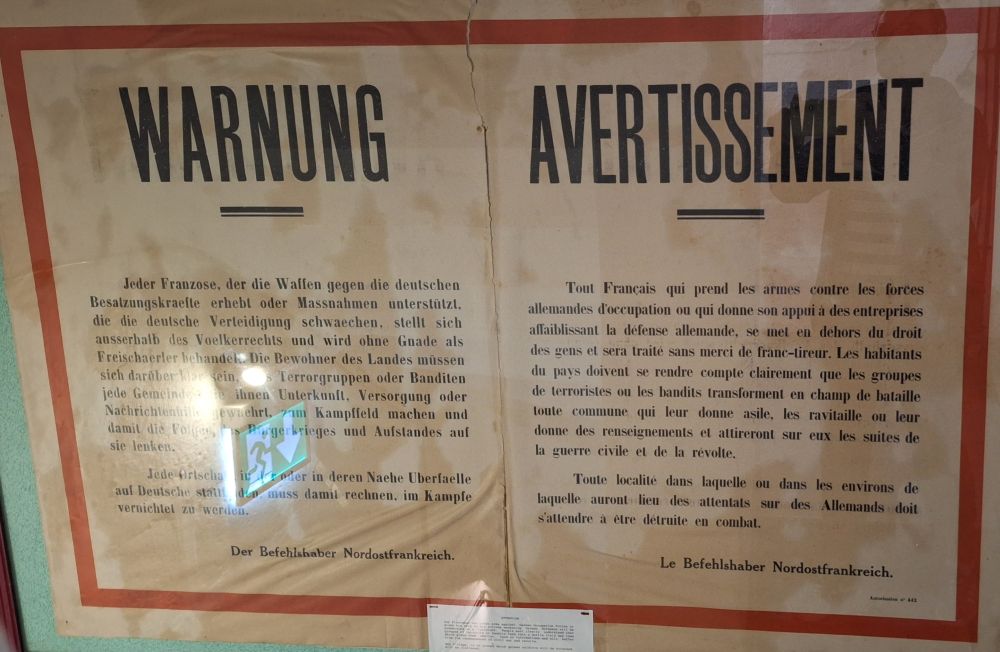 WARNUNG
Jeder Franzose, der die Waffen gegen die deutschen
Besatzungskraefte erhebt oder Massnahmen unterstützt,
die die deutsche Verteidigung schwaechen, stellt sich
ausserhalb des Voelkerrechts und wird ohne Gnade als
Freischaerler behandelt. Die Bewohner des Landes müssen
sich darüber klar sein, Terrorgruppen oder Banditen
jede Gemeinde, ihnen Unterkunft, Versorgung oder
gewährt, zum Kampffeld machen und
damit die Folgen des Bürgerkrieges und Aufstandes auf
sie lenken.
Jede Ortschaft, in der oder in deren Naehe Uberfaelle
auf Deutsche muss damit rechnen, im Kampfe
vernichtet zu werden.
Der Befehlshaber Nordostfrankreich.
AVERTISSEMENT
Tout Français qui prend les armes contre les forces
allemandes d'occupation ou qui donne son appui à des entreprises
affaiblissant la défense allemande, se met en dehors du droit
des gens et sera traité sans merci de franc-tireur. Les habitants
du pays doivent se rendre compte clairement que les groupes
de terroristes ou les bandits transforment en champ de bataille
toute commune qui leur donne asile, les ravitaille ou leur
donne des renseignements et attireront sur eux les suites de
la guerre civile et de la révolte.
Toute localité dans laquelle ou dans les environs de
laquelle auront lieu des attentats sur des Allemands doit
s'attendre à être détruite en combat.
Le Befehlshaber Nordostfrankreich.
Autorisation n° 442